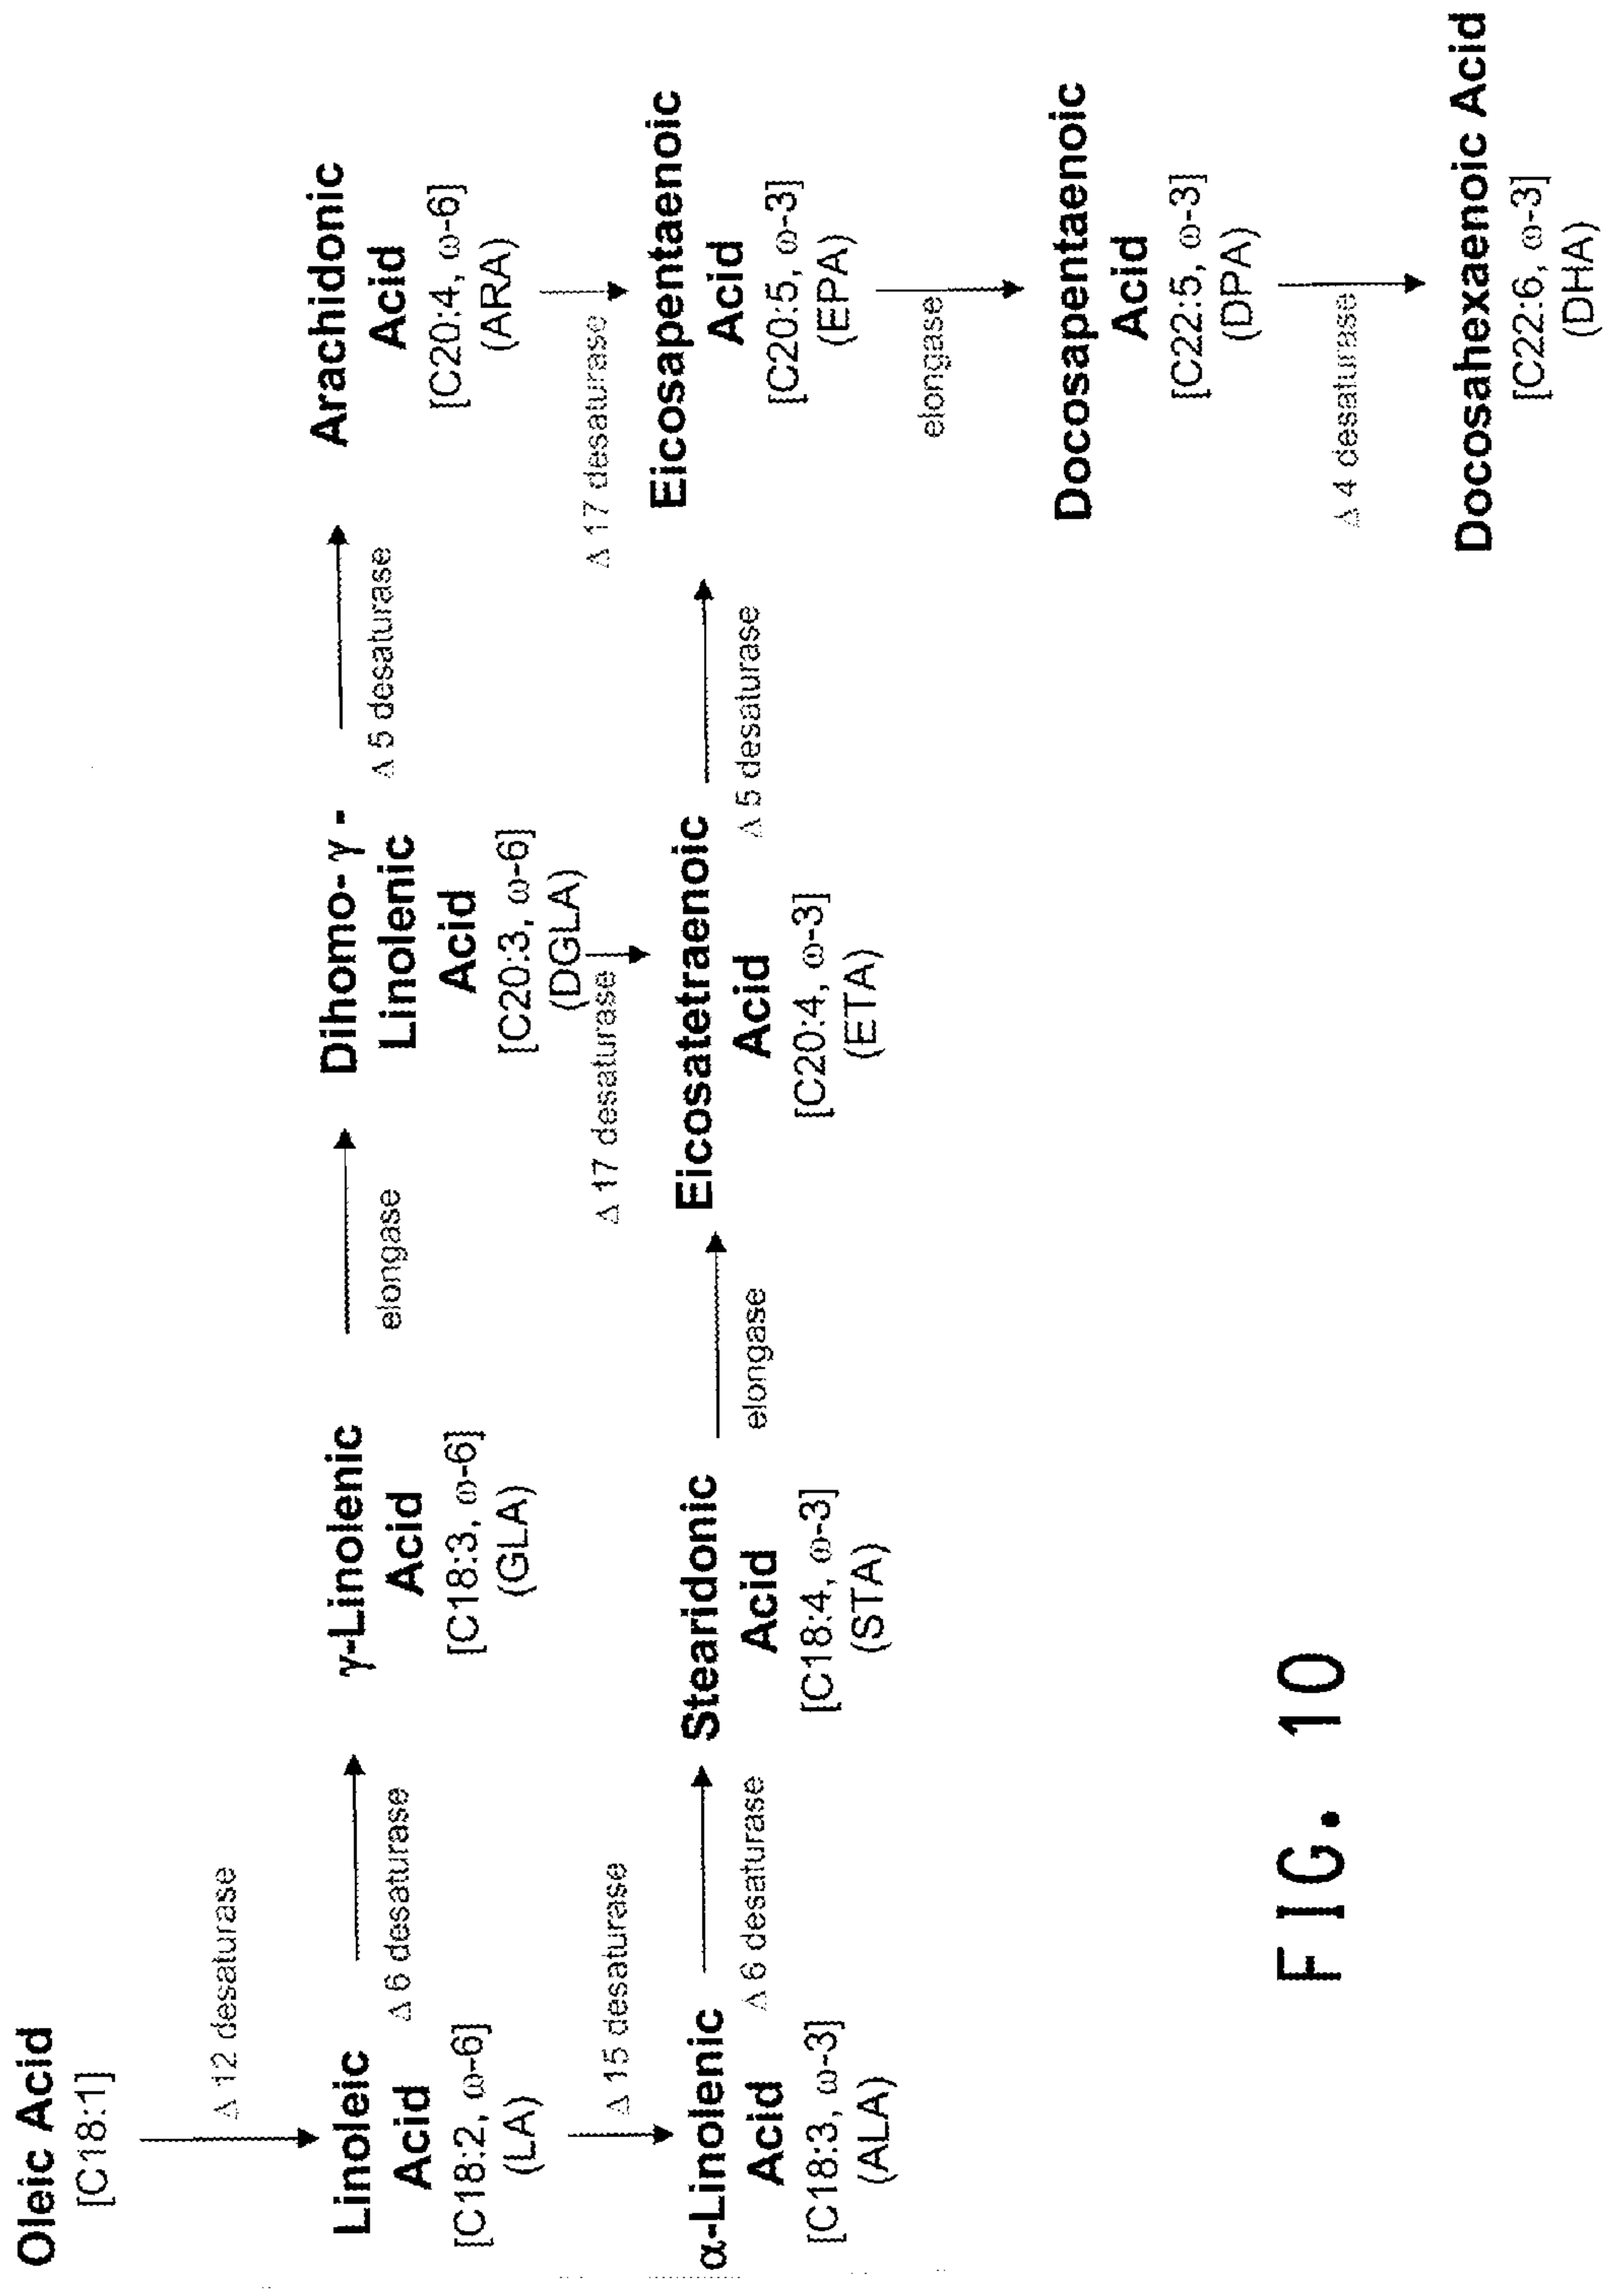 Oleic Acid
[C18:1]
Δ 12 desaturase
Linoleic
Acid
[C18:2, ω-6]
(LA)
Δ 6 desaturase
γ-Linolenic
Acid
[C18:3, ω-6]
(GLA)
elongase
Dihomo- γ -
Linolenic
Acid
[C20:3, ω-6]
(DGLA)
Δ 5 desaturase
Arachidonic
Acid
[C20:4, ω-6]
(ARA)
Δ 15 desaturase
Δ 17 desaturase
Δ 17 desaturase
α-Linolenic
Acid
[C18:3, ω-3]
(ALA)
Δ 6 desaturase
Stearidonic
Acid
[C18:4, ω-3]
(STA)
elongase
Eicosatetraenoic
Acid
[C20:4, ω-3]
(ETA)
Δ 5 desaturase
Eicosapentaenoic
Acid
[C20:5, ω-3]
(EPA)
elongase
Docosapentaenoic
Acid
[C22:5, ω-3]
(DPA)
Δ 4 desaturase
Docosahexaenoic Acid
[C22:6, ω-3]
(DHA)
FIG. 10